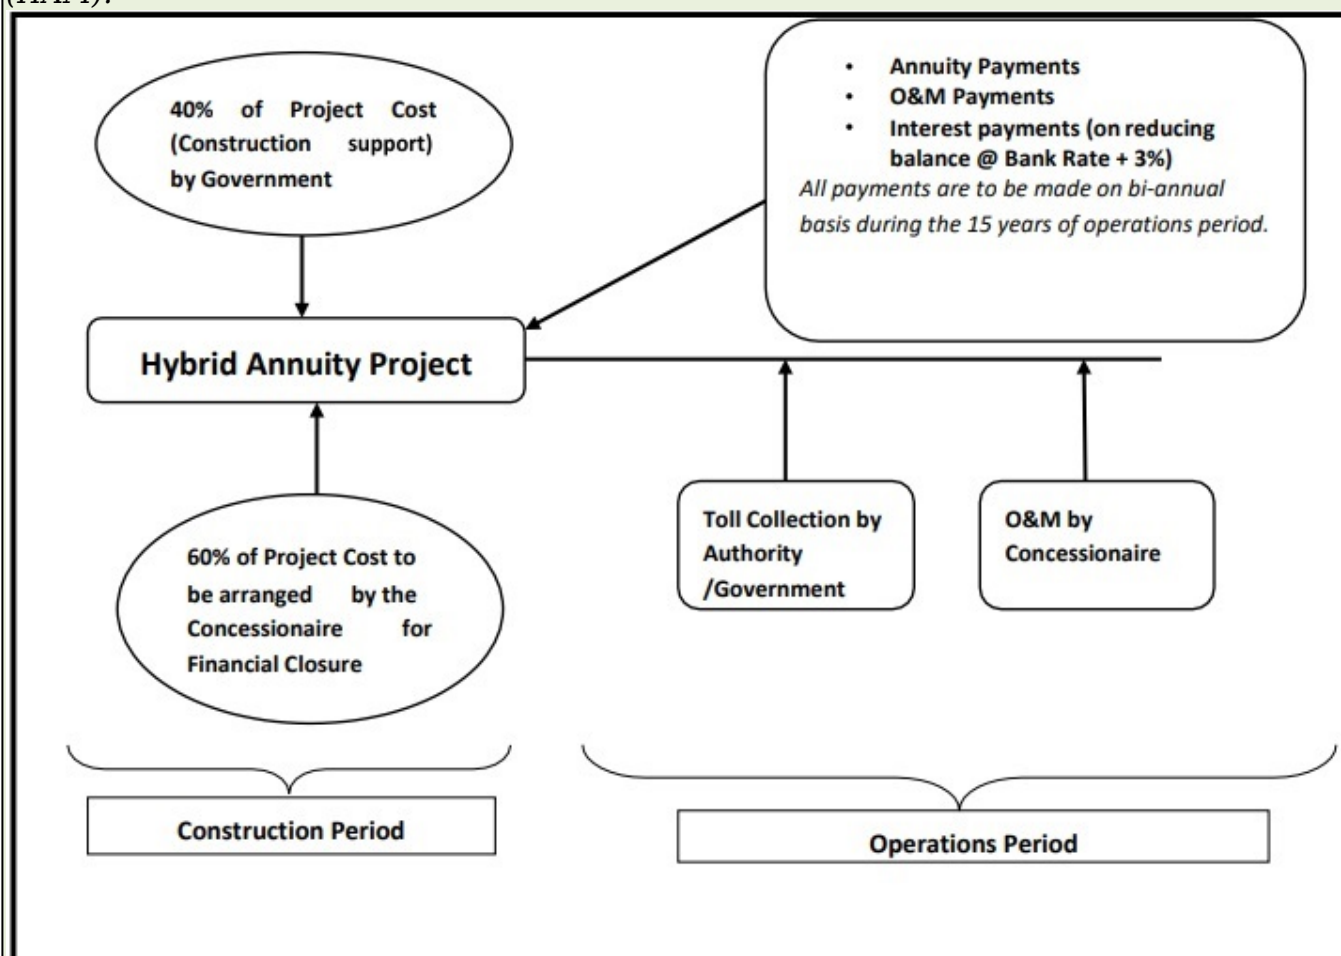 (HAM):
40% of Project Cost
(Construction support)
by Government
• Annuity Payments
• O&M Payments
• Interest payments (on reducing
balance @ Bank Rate + 3%)
All payments are to be made on bi-annual
basis during the 15 years of operations period.
Hybrid Annuity Project
60% of Project Cost to
be arranged by the
Concessionaire for
Financial Closure
Toll Collection by
Authority
/Government
O&M by
Concessionaire
Construction Period
Operations Period